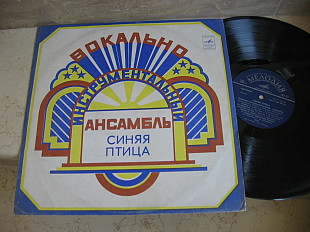 ВОКАЛЬНО
ИНСТРУМЕНТАЛЬНЫЙ
АНСАМБЛЬ
СИНЯЯ
ПТИЦА
МЕЛОДИЯ